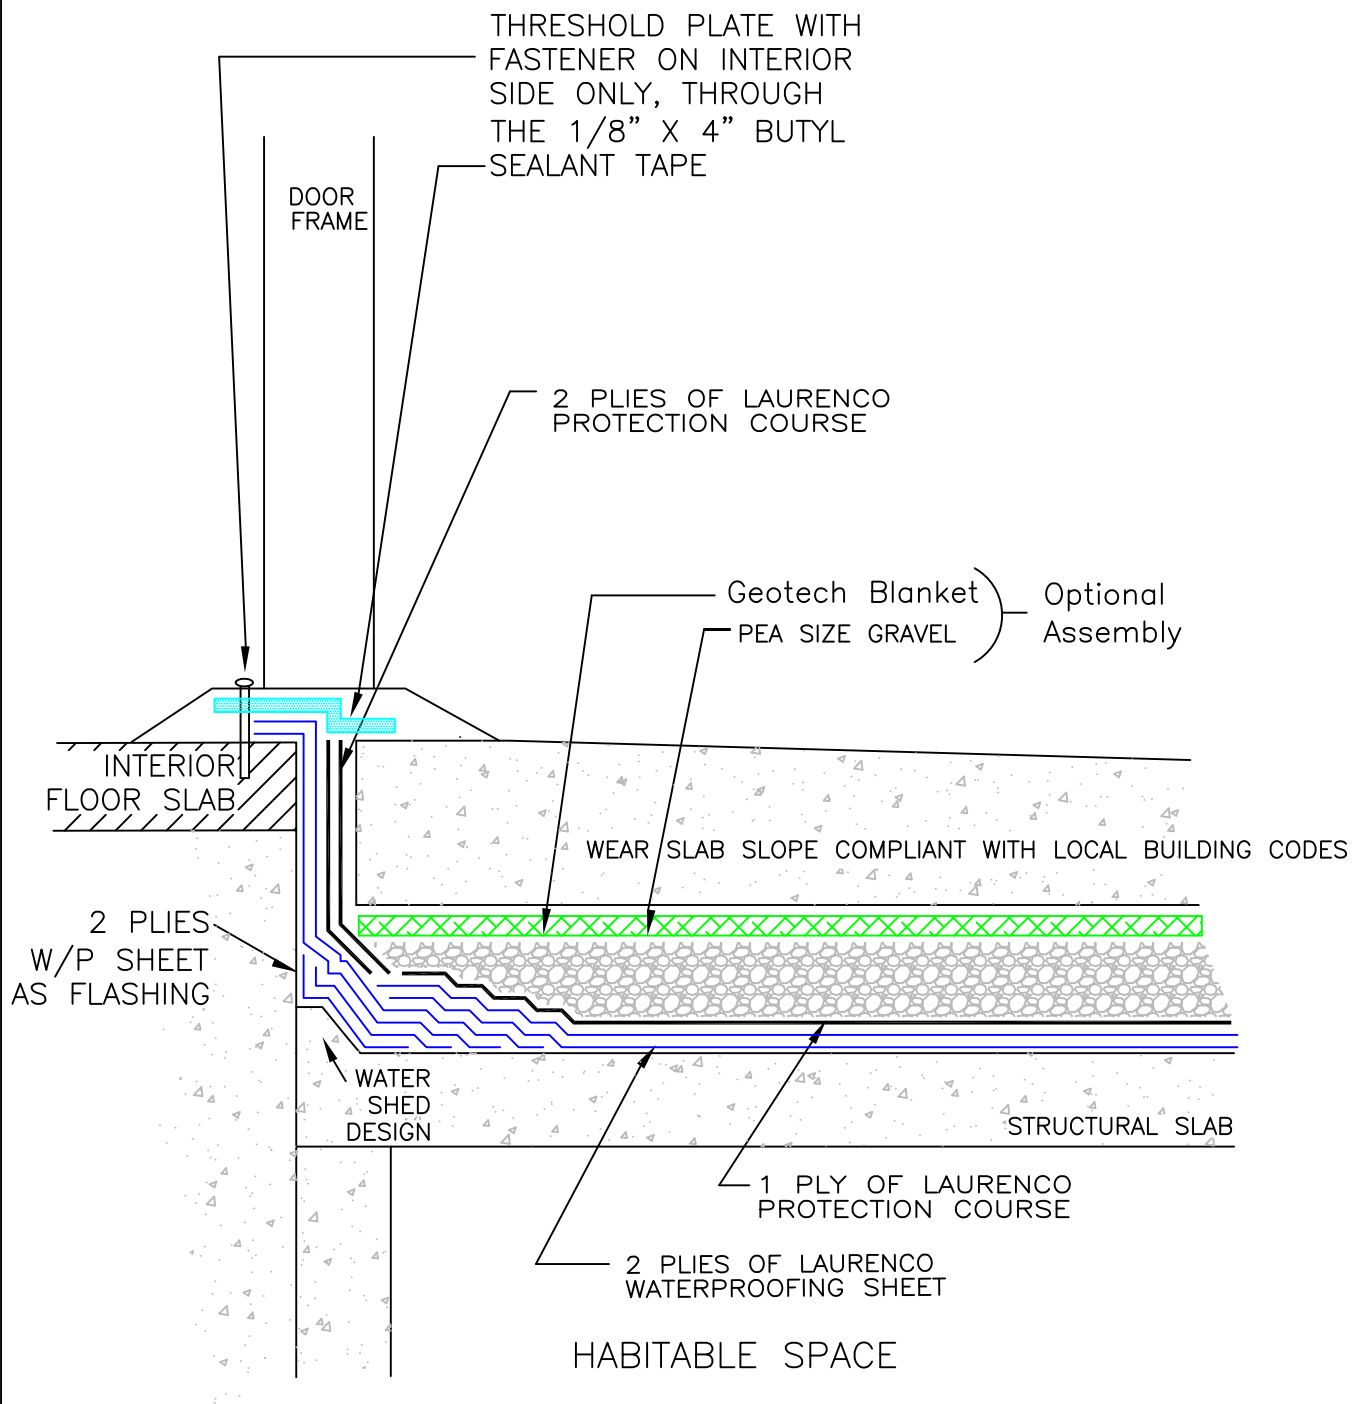 THRESHOLD PLATE WITH
FASTENER ON INTERIOR
SIDE ONLY, THROUGH
THE 1/8” X 4” BUTYL
SEALANT TAPE
DOOR
FRAME
2 PLIES OF LAURENCO
PROTECTION COURSE
Geotech Blanket
PEA SIZE GRAVEL
Optional
Assembly
INTERIOR
FLOOR SLAB
WEAR SLAB SLOPE COMPLIANT WITH LOCAL BUILDING CODES
2 PLIES
W/P SHEET
AS FLASHING
WATER
SHED
DESIGN
STRUCTURAL SLAB
1 PLY OF LAURENCO
PROTECTION COURSE
2 PLIES OF LAURENCO
WATERPROOFING SHEET
HABITABLE SPACE